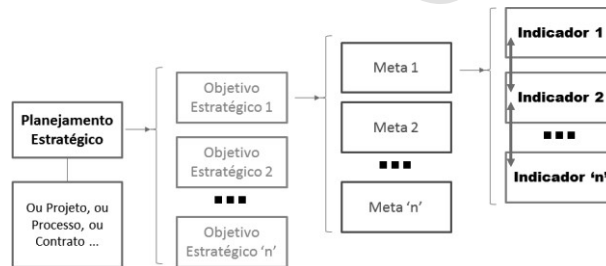 Planejamento
Estratégico
Ou Projeto, ou
Processo, ou
Contrato ...
Objetivo
Estratégico 1
Objetivo
Estratégico 2
Objetivo
Estratégico 'n'
Meta 1
Meta 2
Meta 'n'
Indicador 1
Indicador 2
Indicador 'n'